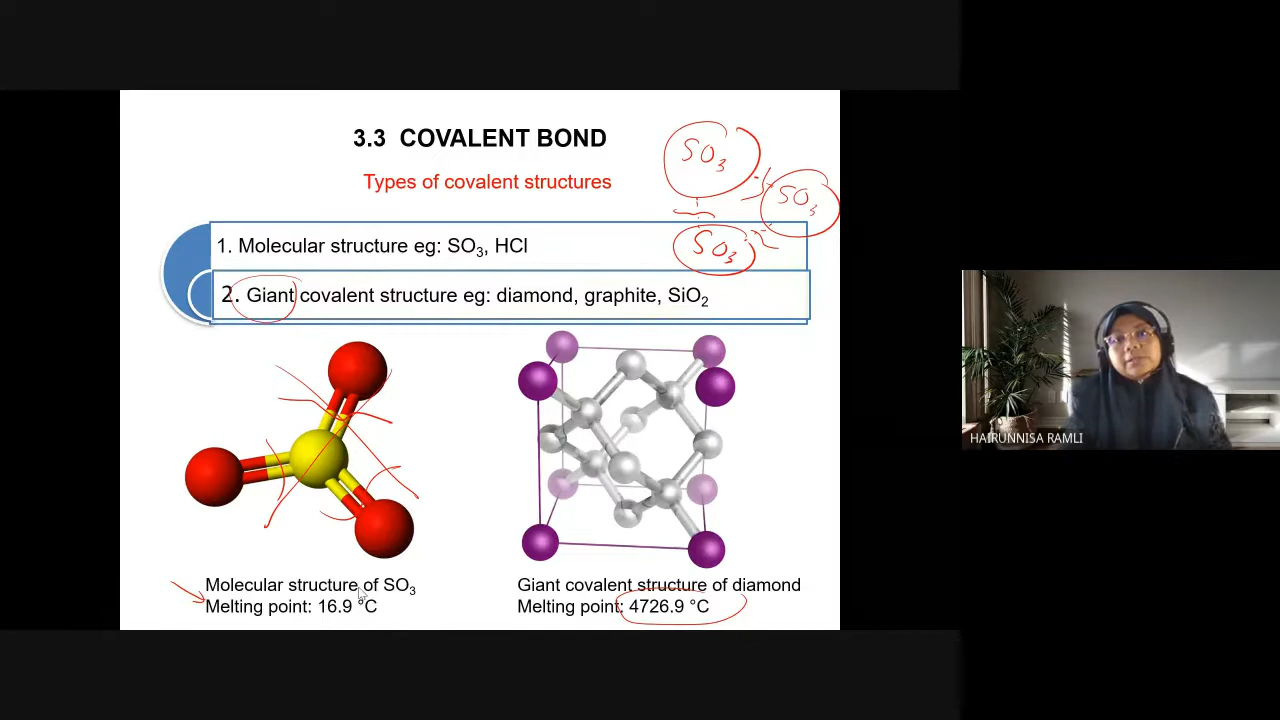 3.3 COVALENT BOND
Types of covalent structures
SO₃
SO₃
SO₃
1. Molecular structure eg: SO₃, HCl
2. Giant covalent structure eg: diamond, graphite, SiO₂
Molecular structure of SO₃
Melting point: 16.9 °C
Giant covalent structure of diamond
Melting point: 4726.9 °C
HAIRUNNISA RAMLI